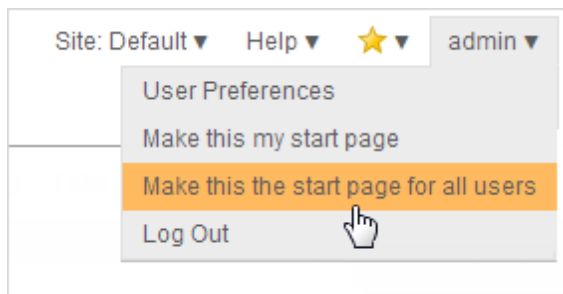 Site: Default ▾ Help ▾ ▾ admin ▾
User Preferences
Make this my start page
Make this the start page for all users
Log Out